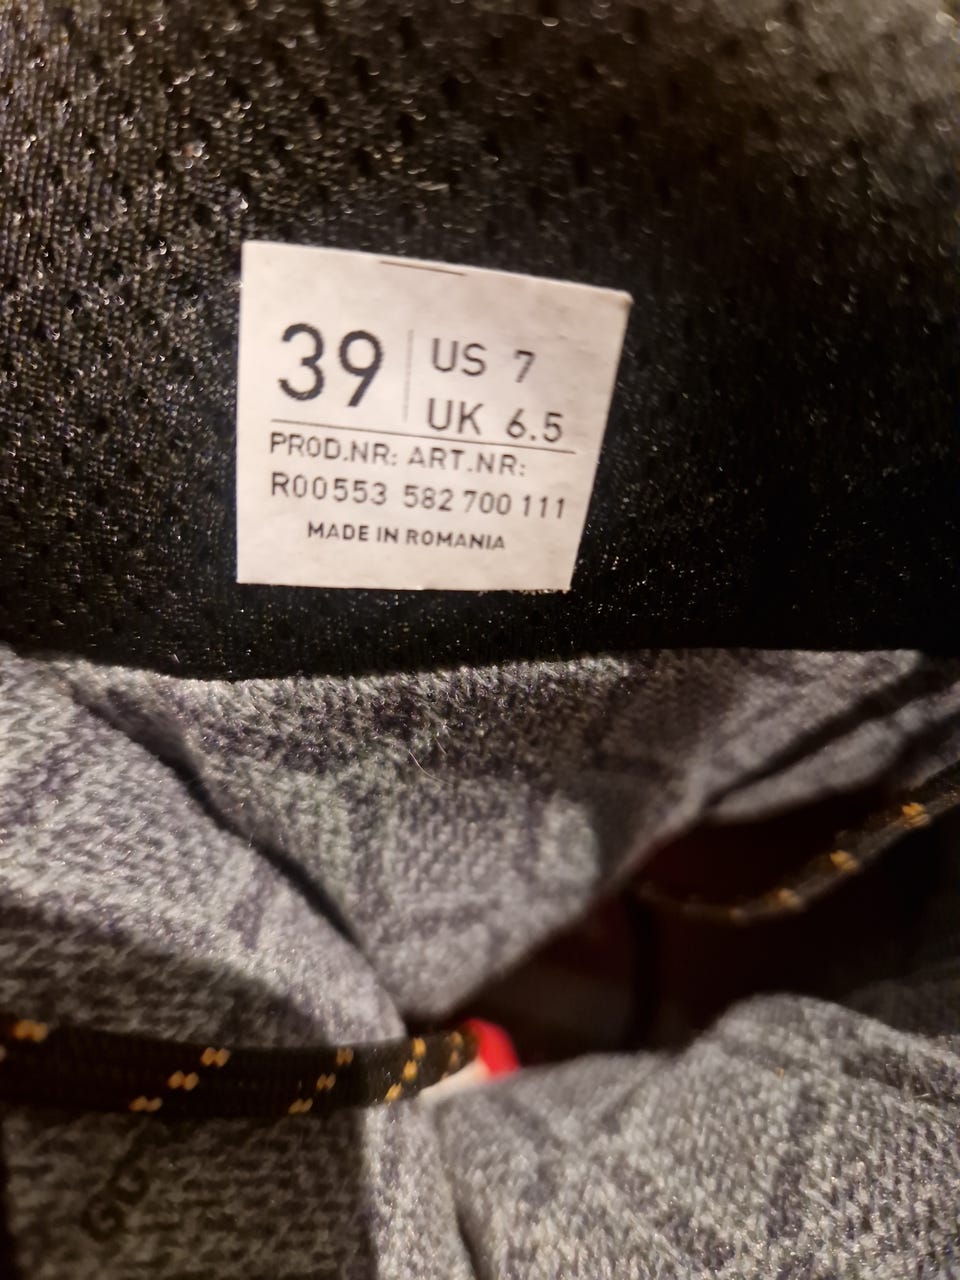 39
US 7
UK 6.5
PROD.NR: ART.NR:
R00553 582 700 111
MADE IN ROMANIA